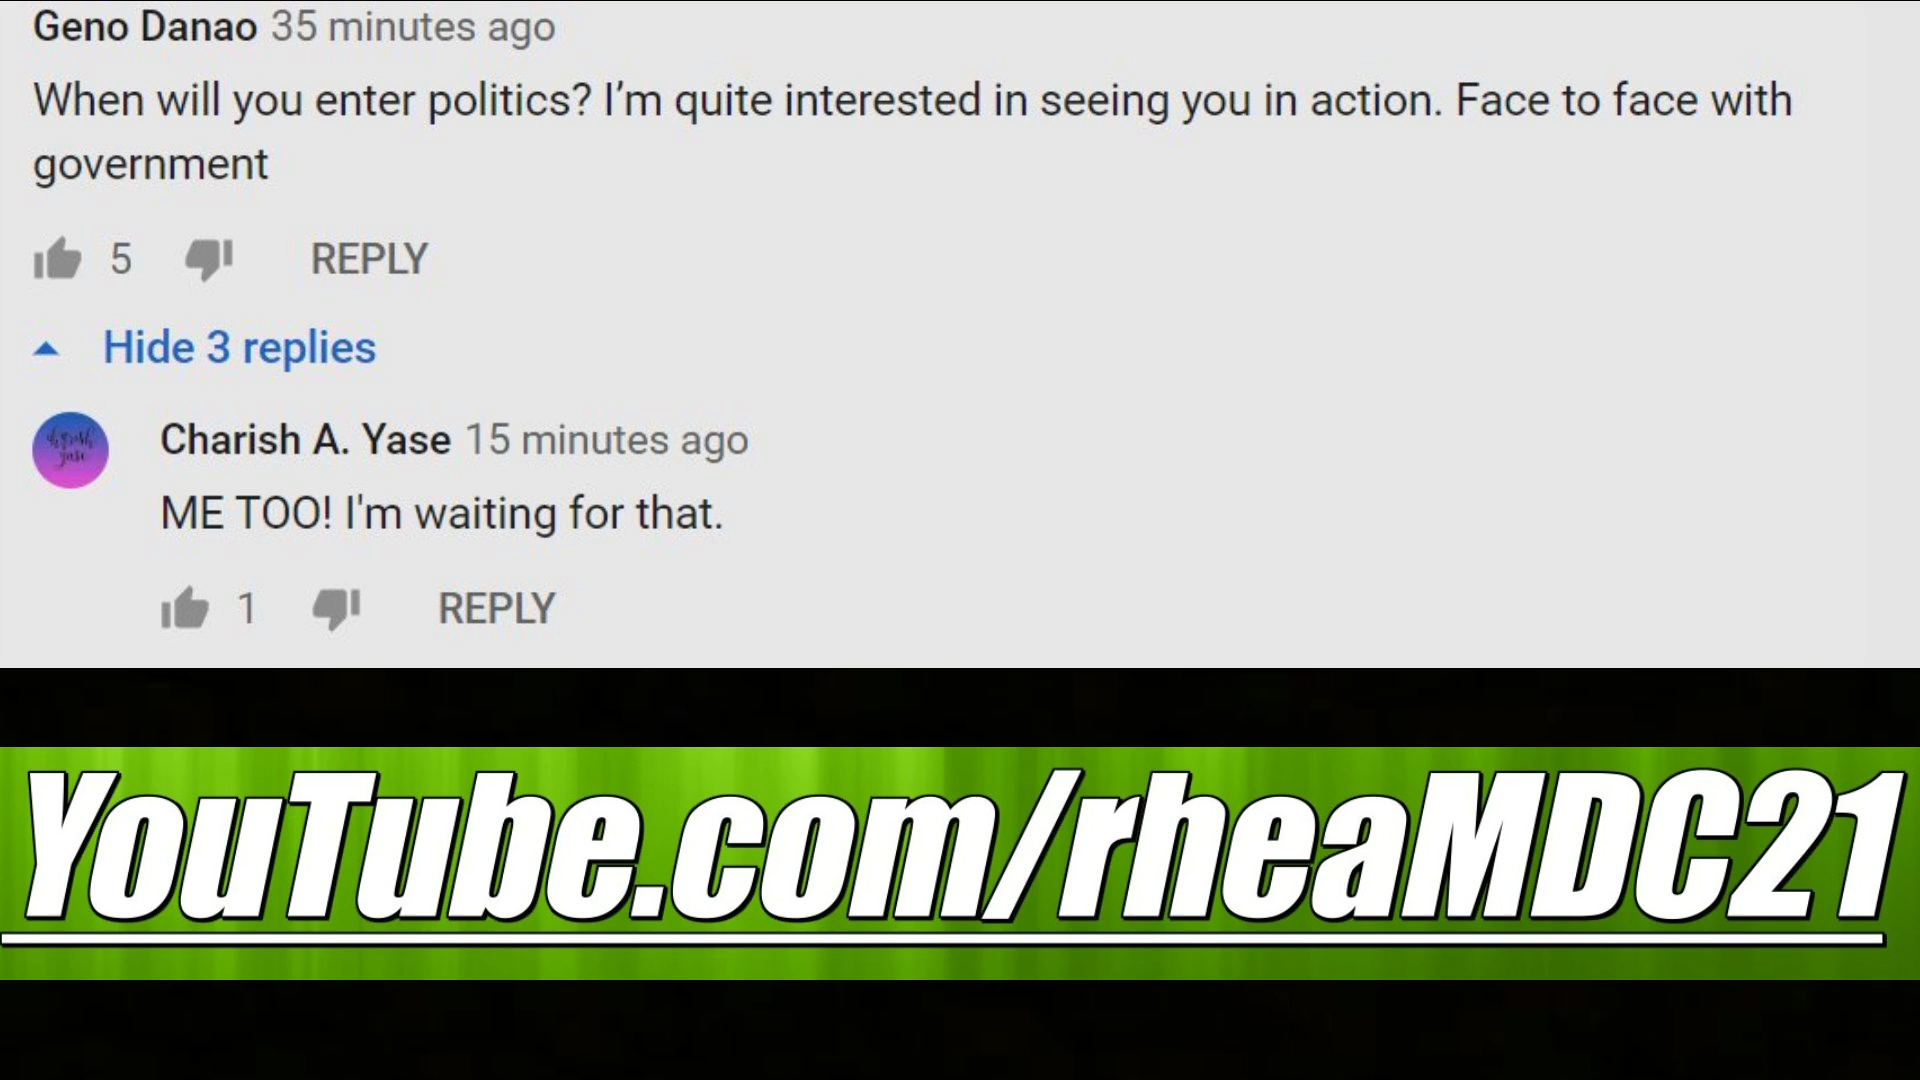 Geno Danao 35 minutes ago
When will you enter politics? I’m quite interested in seeing you in action. Face to face with
government
5 REPLY
Hide 3 replies
Charish A. Yase 15 minutes ago
ME TOO! I'm waiting for that.
1 REPLY
YouTube.com/rheaMDC21